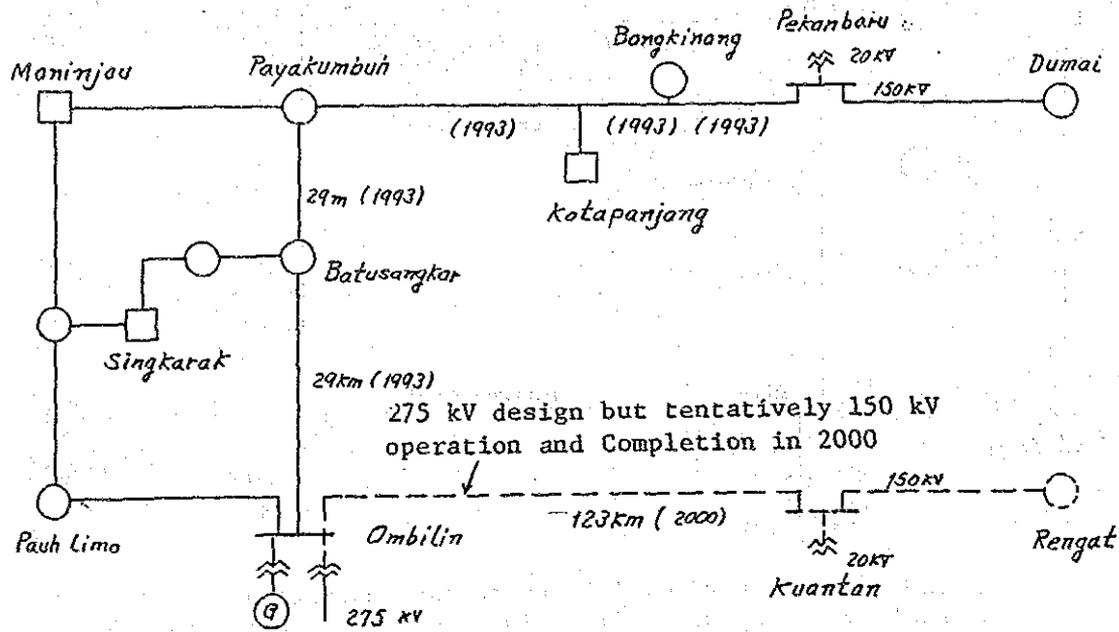 Pekanbaru
Bongkinang
20kV
Maninjau
Payakumbuh
Dumai
150kV
(1993)
(1993) (1993)
Kotapanjang
29m (1993)
Batusangkar
Singkarak
29km (1993)
275 kV design but tentatively 150 kV
operation and Completion in 2000
150kV
123km (2000)
Pauh Limo
Ombilin
Rengat
20kV
Kuantan
G
275 kV